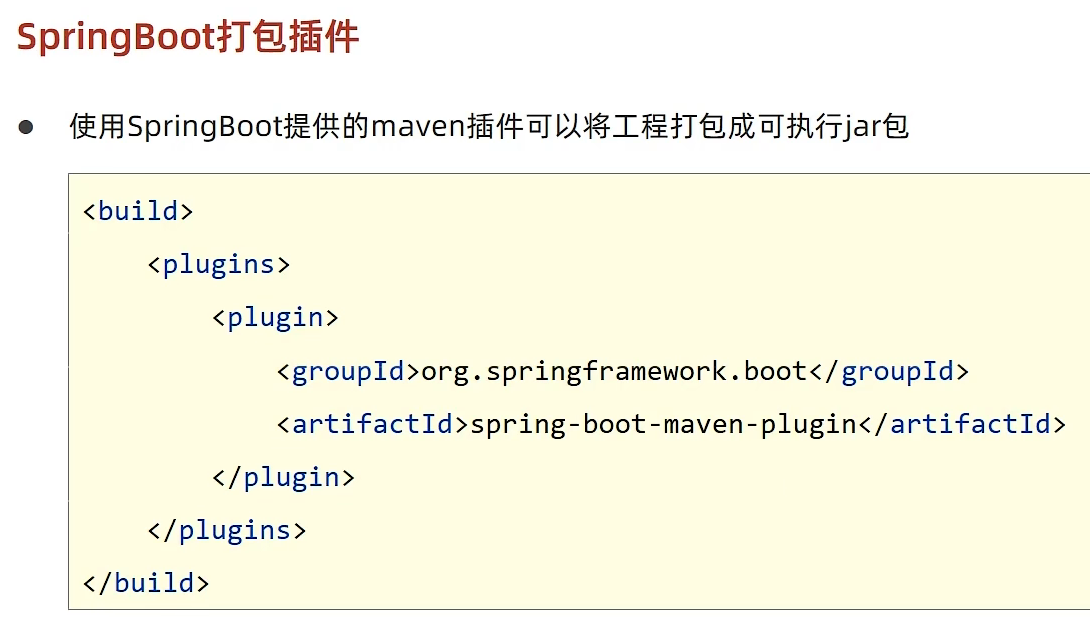 SpringBoot打包插件
● 使用SpringBoot提供的maven插件可以将工程打包成可执行jar包
<build>
    <plugins>
        <plugin>
            <groupId>org.springframework.boot</groupId>
            <artifactId>spring-boot-maven-plugin</artifactId>
        </plugin>
    </plugins>
</build>